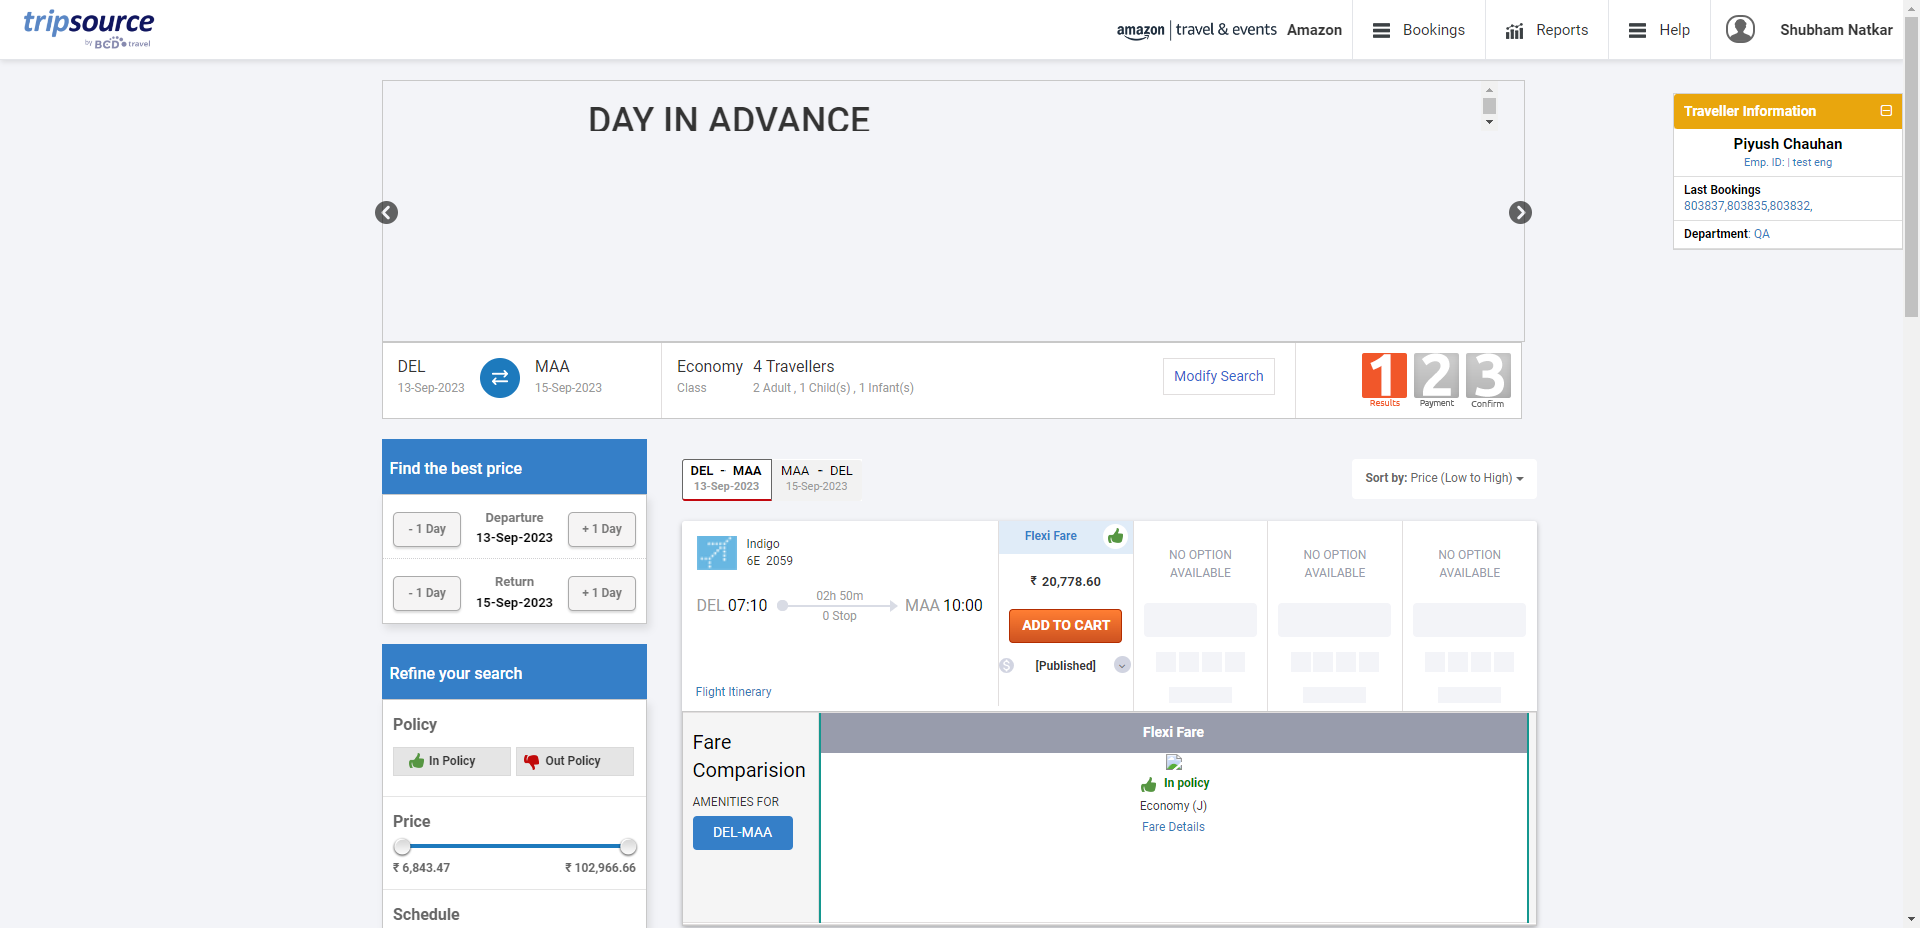 tripsource
by BCD travel
amazon | travel & events Amazon
Bookings
Reports
Help
Shubham Natkar
DAY IN ADVANCE
Traveller Information
Piyush Chauhan
Emp. ID: | test eng
Last Bookings
803837,803835,803832,
Department: QA
DEL
13-Sep-2023
MAA
15-Sep-2023
Economy
Class
4 Travellers
2 Adult , 1 Child(s) , 1 Infant(s)
Modify Search
1 2 3
Results Payment Confirm
Find the best price
- 1 Day
Departure
13-Sep-2023
+ 1 Day
- 1 Day
Return
15-Sep-2023
+ 1 Day
Refine your search
Policy
In Policy
Out Policy
Price
₹ 6,843.47
₹ 102,966.66
Schedule
DEL - MAA
13-Sep-2023
MAA - DEL
15-Sep-2023
Sort by: Price (Low to High)
Indigo
6E 2059
DEL 07:10
02h 50m
0 Stop
MAA 10:00
Flight Itinerary
Flexi Fare
₹ 20,778.60
ADD TO CART
$ [Published]
NO OPTION
AVAILABLE
NO OPTION
AVAILABLE
NO OPTION
AVAILABLE
Fare
Comparision
AMENITIES FOR
DEL-MAA
Flexi Fare
In policy
Economy (J)
Fare Details